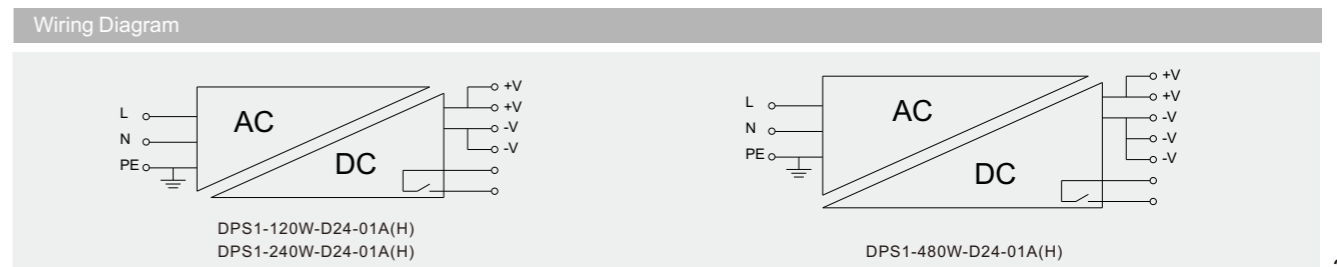 Wiring Diagram
L
N
PE
AC
DC
+V
+V
-V
-V
DPS1-120W-D24-01A(H)
DPS1-240W-D24-01A(H)
L
N
PE
AC
DC
+V
+V
-V
-V
-V
DPS1-480W-D24-01A(H)